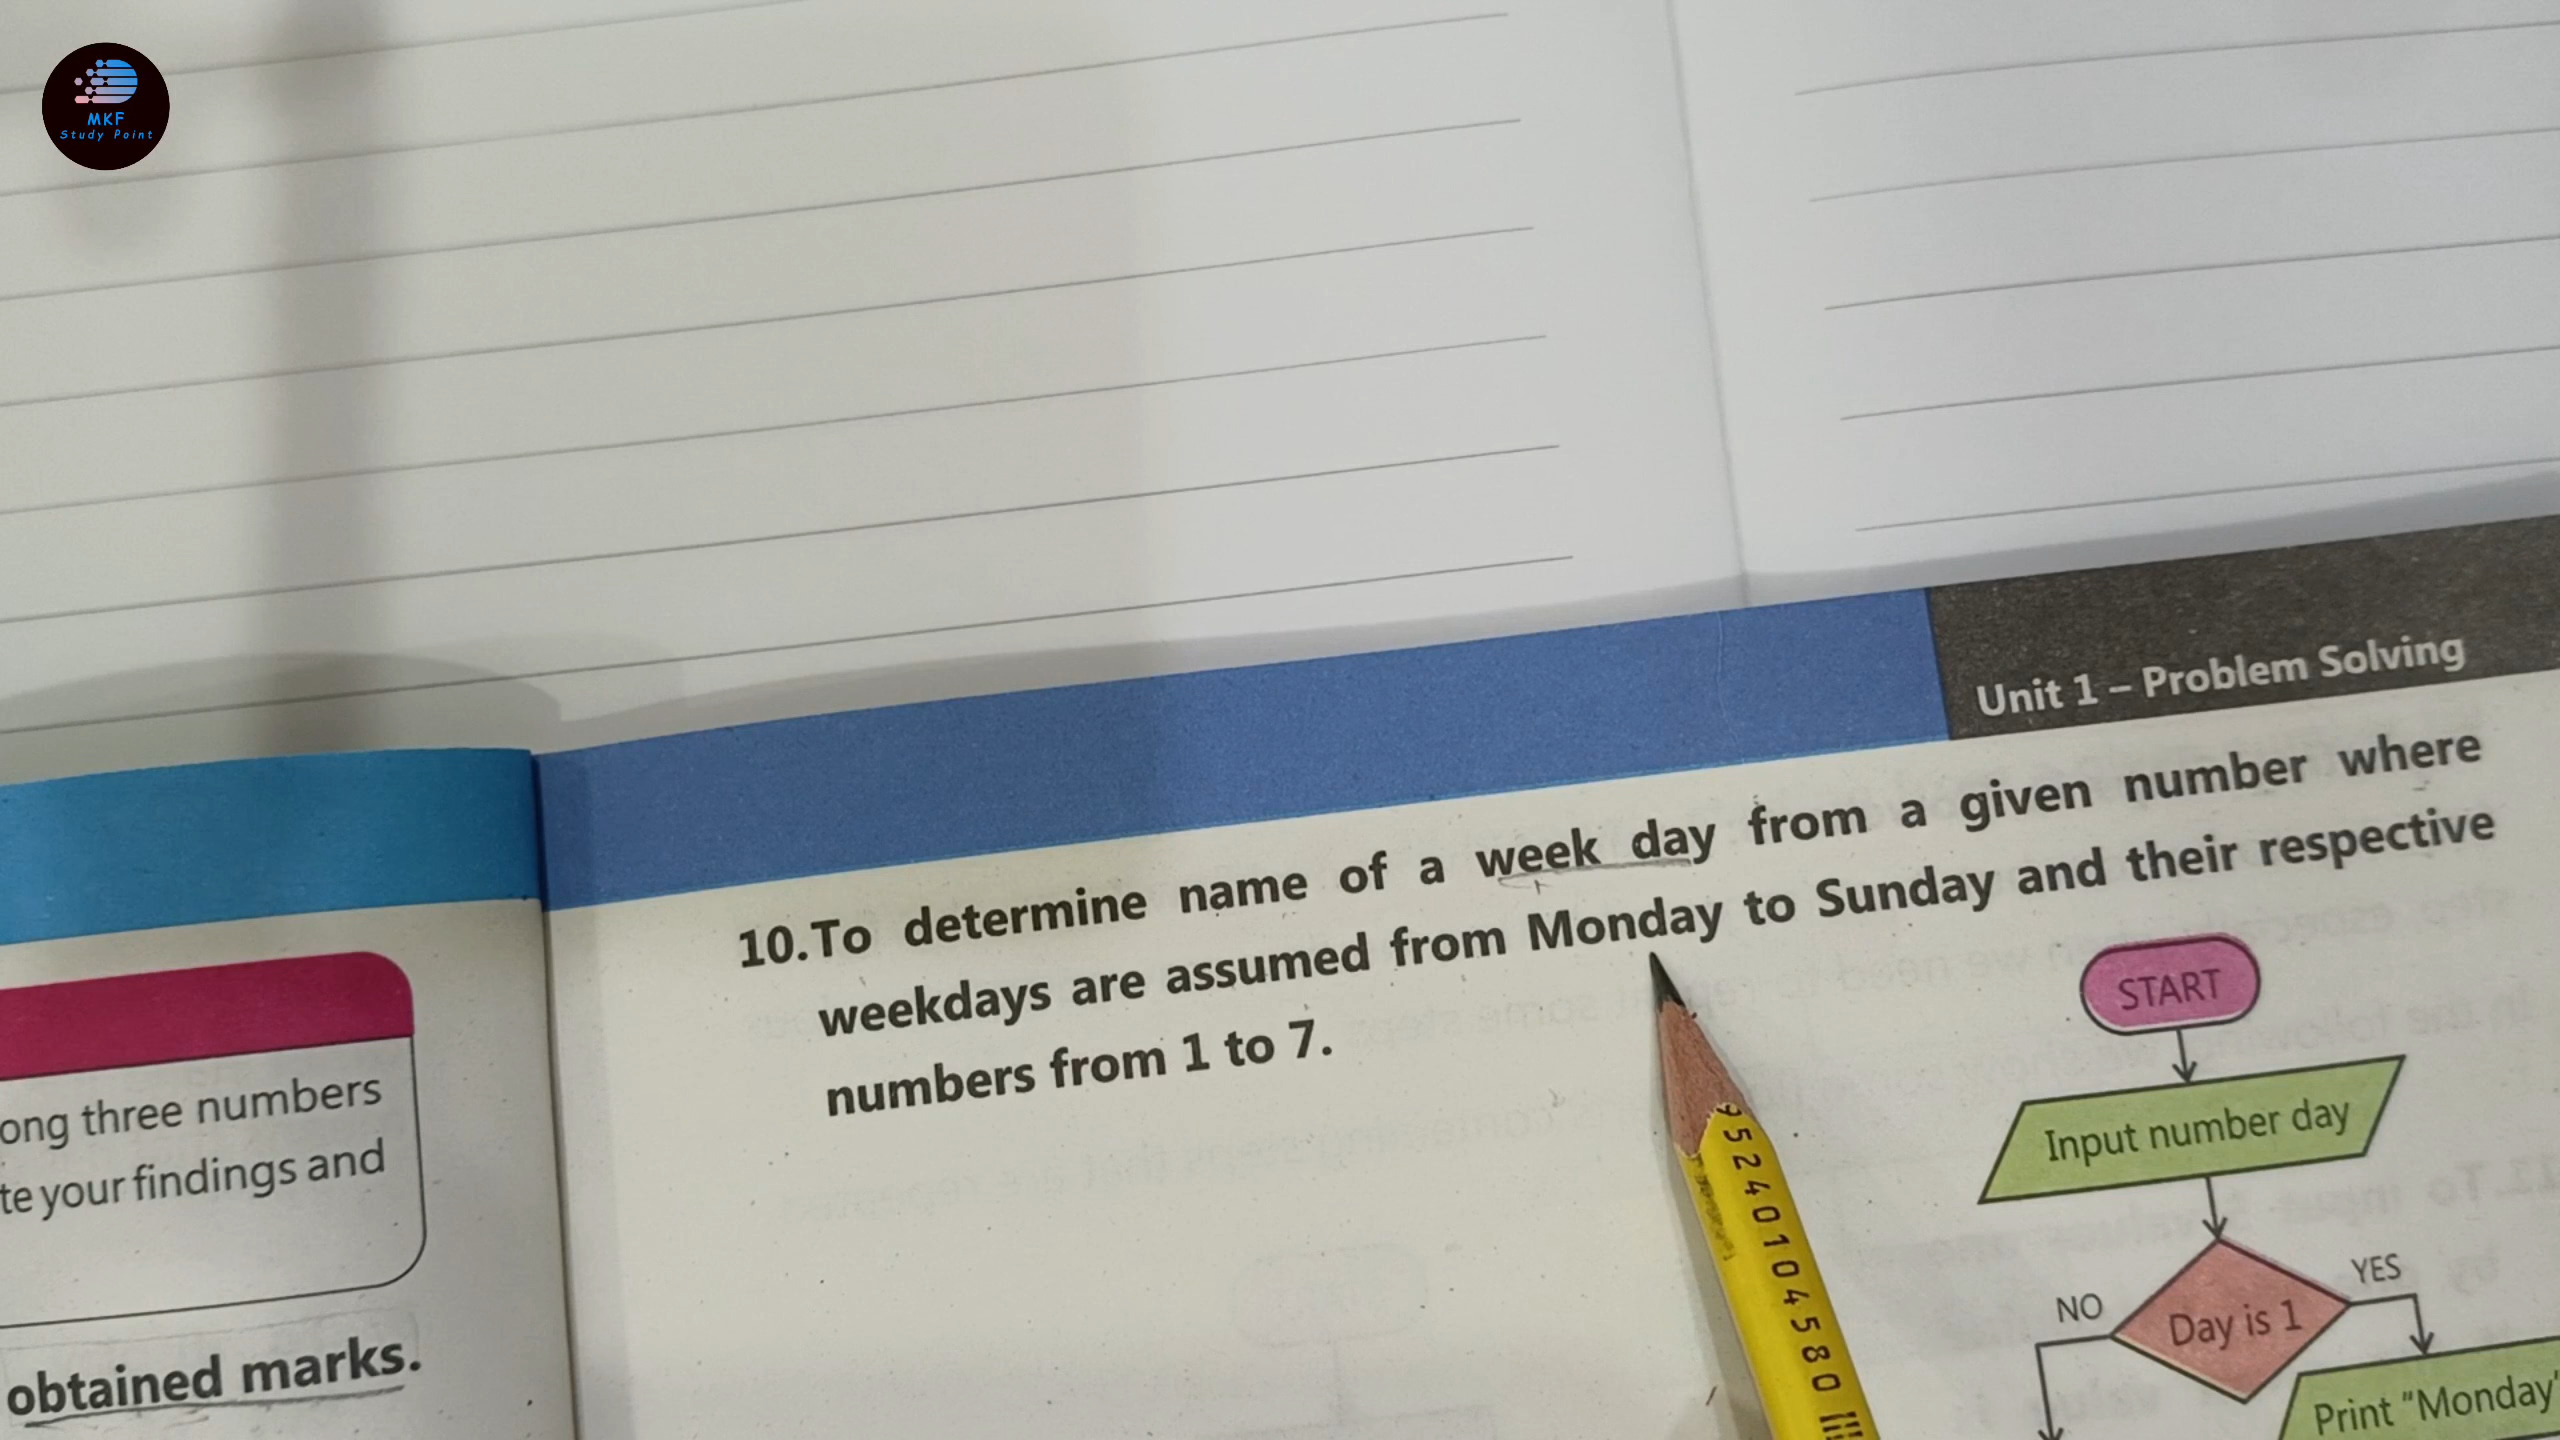 MKF
Study Point
Unit 1 – Problem Solving
10. To determine name of a week day from a given number where
weekdays are assumed from Monday to Sunday and their respective
numbers from 1 to 7.
START
Input number day
Day is 1
NO
YES
Print "Monday"
ong three numbers
te your findings and
obtained marks.
9524010104580